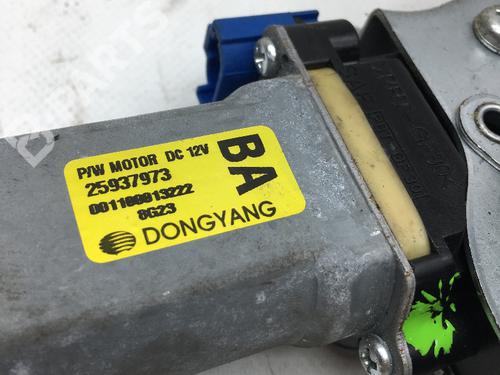 P/W MOTOR DC 12V
25937973
001100013222
8G23
BA
DONGYANG